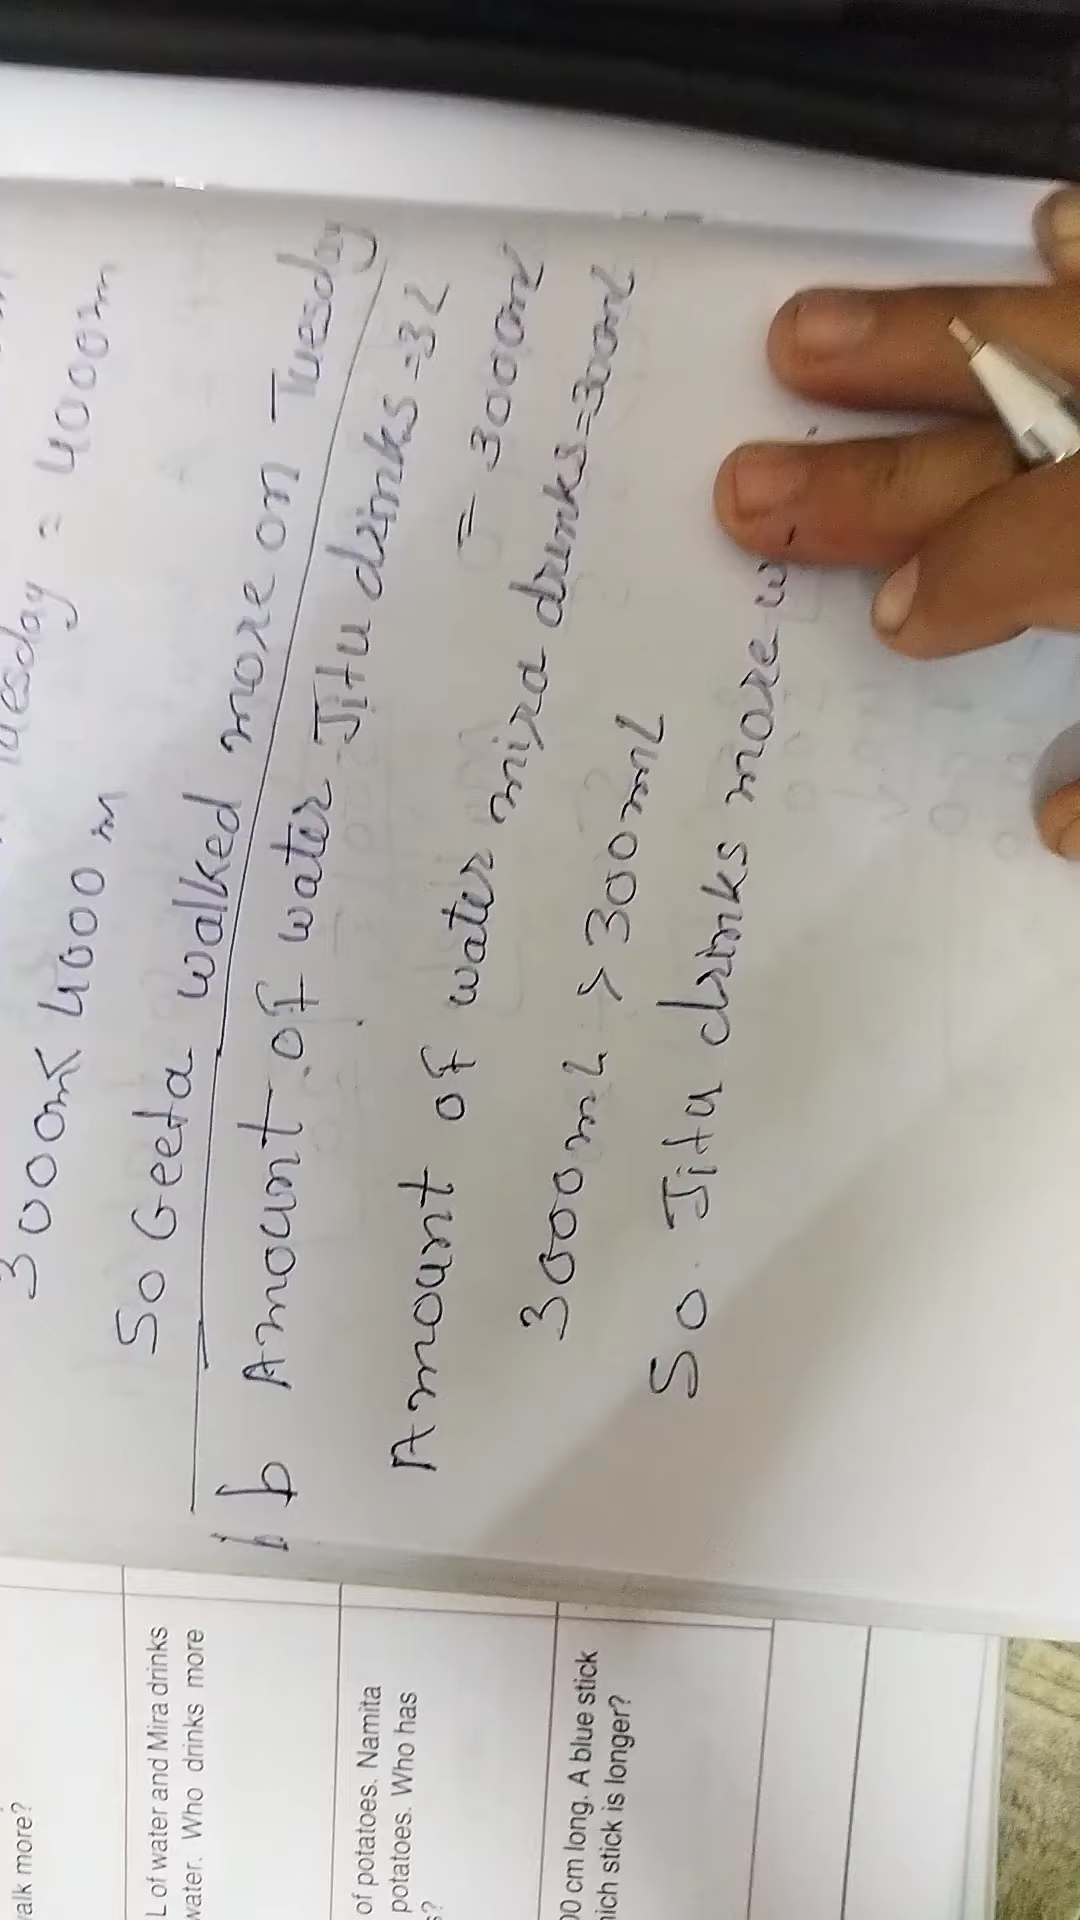 uesday = 4000m
3000m < 4000 m
So Geeta walked more on Tuesday
b b Amount of water Jitu drinks = 3L
= 3000mL
Amount of water mira drinks = 300mL
3000mL > 300mL
So Jitu drinks more w
alk more?
L of water and Mira drinks
water. Who drinks more
of potatoes. Namita
potatoes. Who has
s?
00 cm long. A blue stick
hich stick is longer?